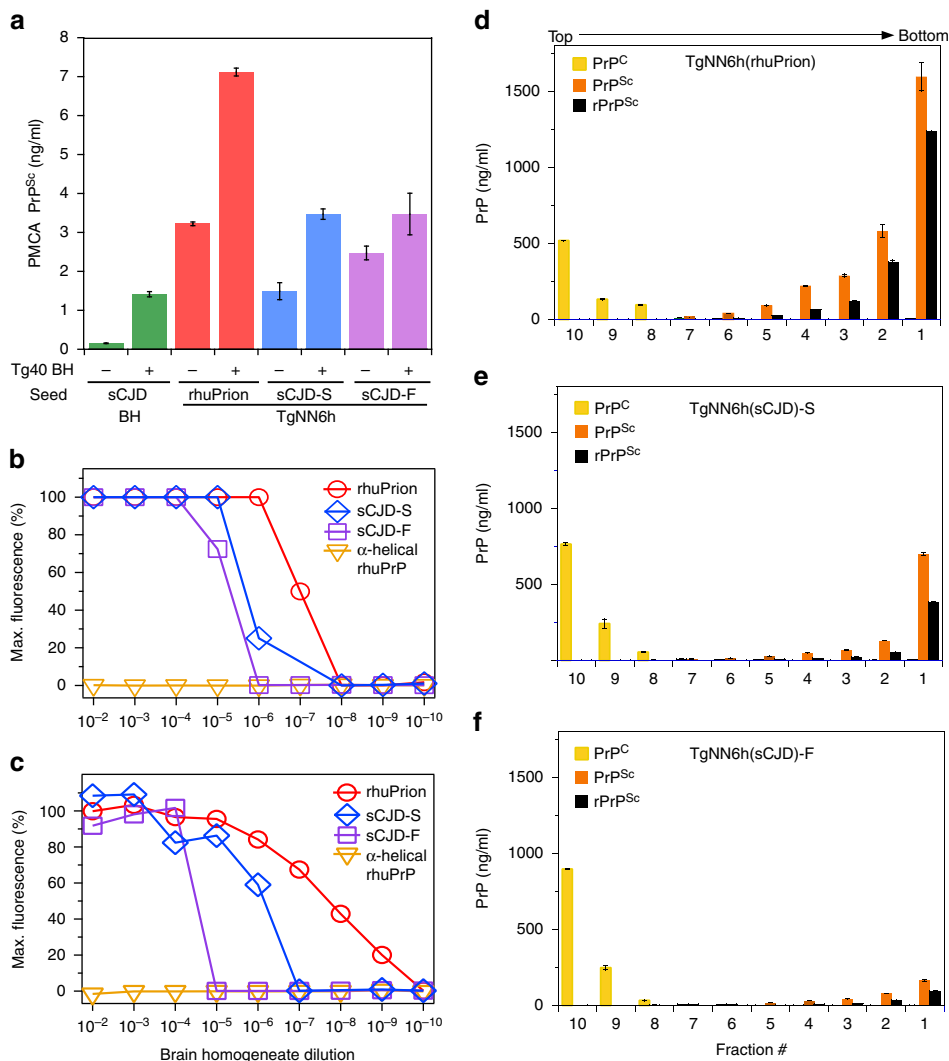 a
8
7
6
5
4
3
2
1
0
PMCA PrPSc (ng/ml)
Tg40 BH – + – + – + – +
Seed sCJD rhuPrion sCJD-S sCJD-F
BH TgNN6h
b
100
80
60
40
20
0
Max. fluorescence (%)
rhuPrion
sCJD-S
sCJD-F
α-helical
rhuPrP
10–2 10–3 10–4 10–5 10–6 10–7 10–8 10–9 10–10
c
100
80
60
40
20
0
Max. fluorescence (%)
rhuPrion
sCJD-S
sCJD-F
α-helical
rhuPrP
10–2 10–3 10–4 10–5 10–6 10–7 10–8 10–9 10–10
Brain homogeneate dilution
d
Top Bottom
TgNN6h(rhuPrion)
PrPC
PrPSc
rPrPSc
1500
1000
500
0
PrP (ng/ml)
10 9 8 7 6 5 4 3 2 1
e
TgNN6h(sCJD)-S
PrPC
PrPSc
rPrPSc
1500
1000
500
PrP (ng/ml)
10 9 8 7 6 5 4 3 2 1
f
TgNN6h(sCJD)-F
PrPC
PrPSc
rPrPSc
1500
1000
500
0
PrP (ng/ml)
10 9 8 7 6 5 4 3 2 1
Fraction #